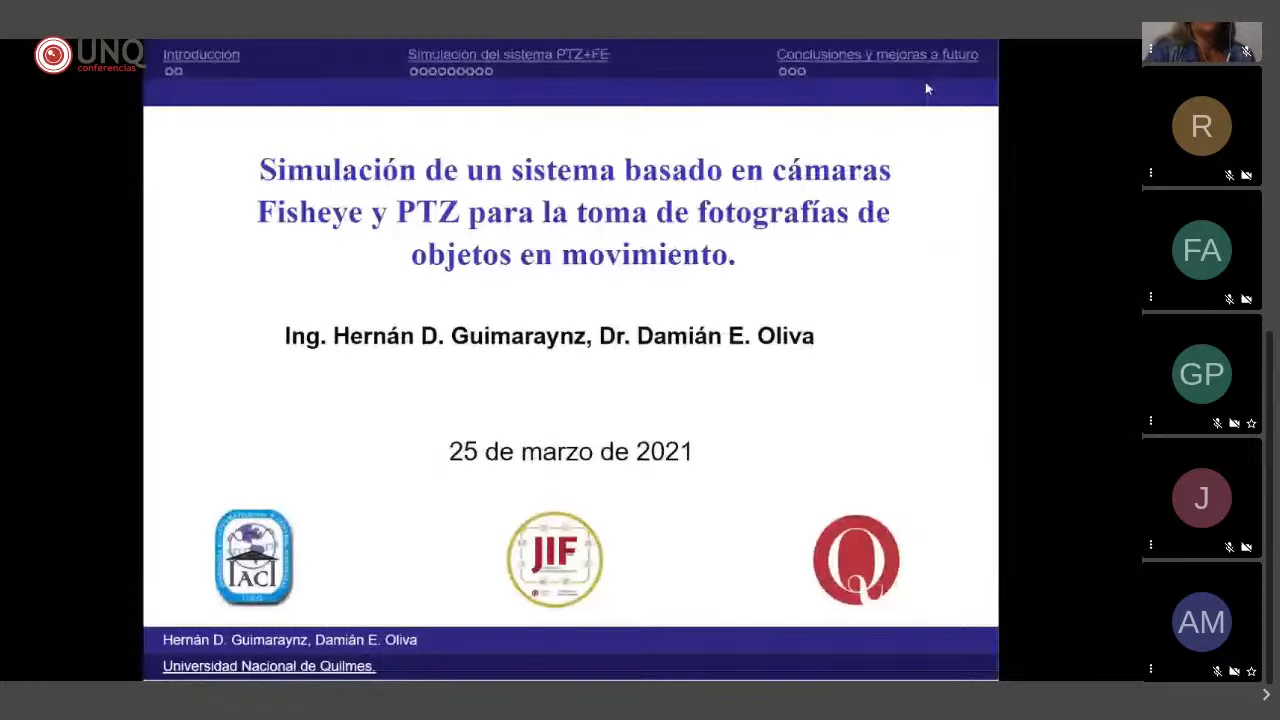 UNQ
conferencias
Introducción
Simulación del sistema PTZ+FE
Conclusiones y mejoras a futuro
Simulación de un sistema basado en cámaras
Fisheye y PTZ para la toma de fotografías de
objetos en movimiento.
Ing. Hernán D. Guimaraynz, Dr. Damián E. Oliva
25 de marzo de 2021
IACI
JIF
Q
Hernán D. Guimaraynz, Damián E. Oliva
Universidad Nacional de Quilmes.
R
FA
GP
J
AM